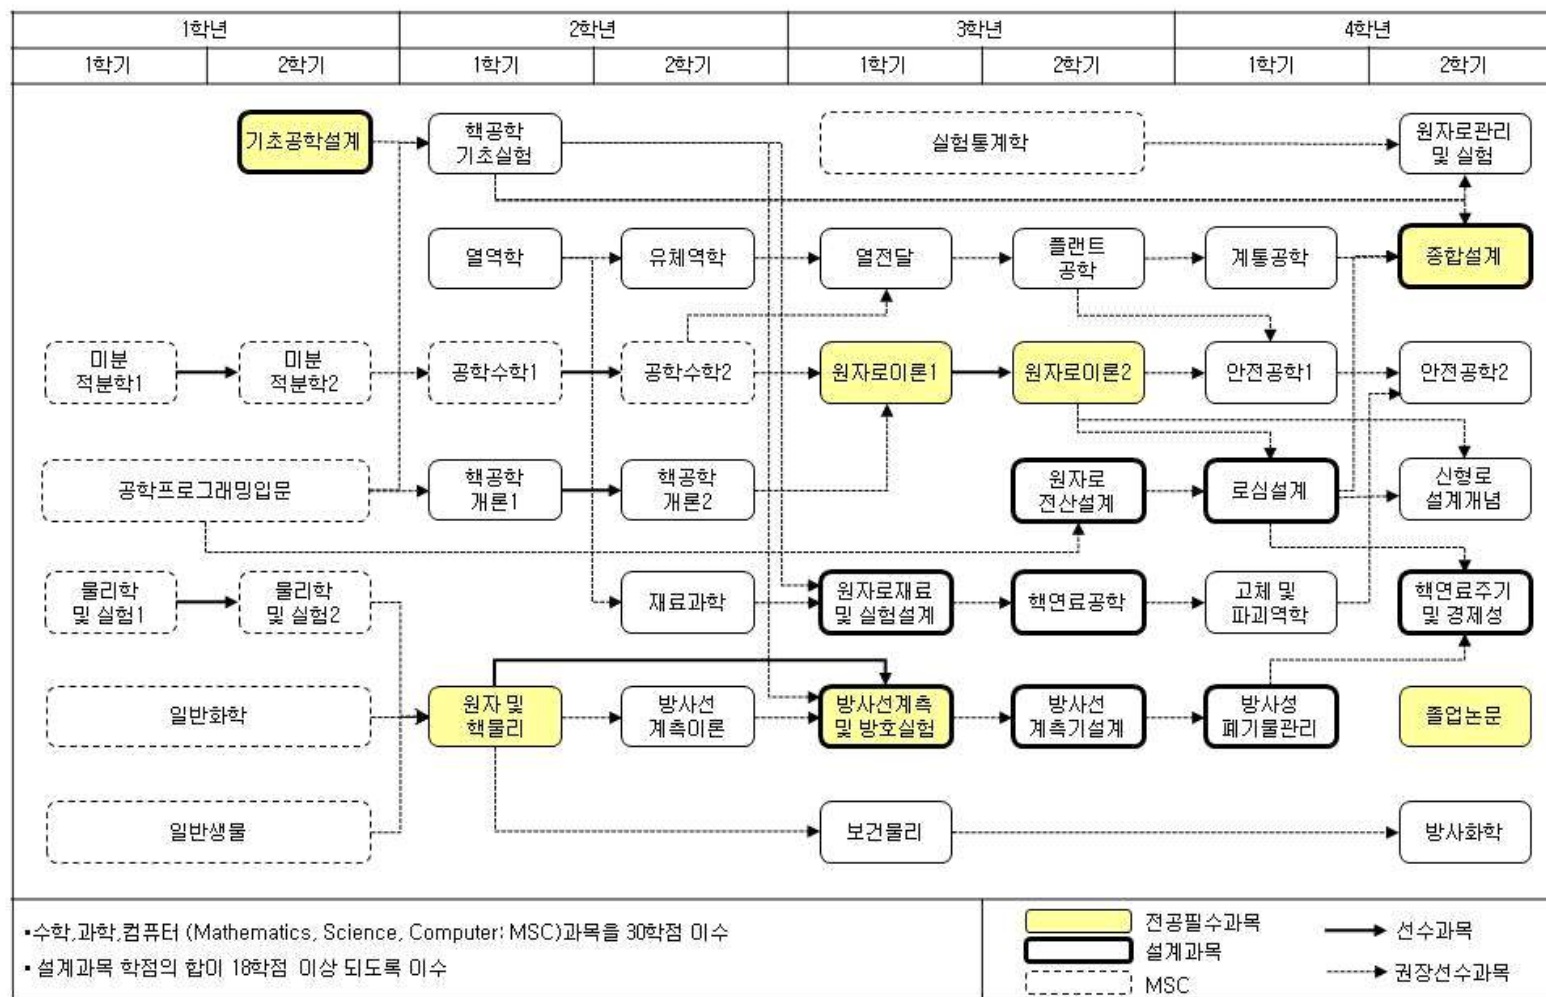 1학년
2학년
3학년
4학년
1학기
2학기
1학기
2학기
1학기
2학기
1학기
2학기
기초공학설계
핵공학
기초실험
실험통계학
원자로관리
및 실험
열역학
유체역학
열전달
플랜트
공학
계통공학
종합설계
미분
적분학1
미분
적분학2
공학수학1
공학수학2
원자로이론1
원자로이론2
안전공학1
안전공학2
공학프로그래밍입문
핵공학
개론1
핵공학
개론2
원자로
전산설계
로심설계
신형로
설계개념
물리학
및 실험1
물리학
및 실험2
재료과학
원자로재료
및 실험설계
핵연료공학
고체 및
파괴역학
핵연료주기
및 경제성
일반화학
원자 및
핵물리
방사선
계측이론
방사선계측
및 방호실험
방사선
계측기설계
방사성
폐기물관리
졸업논문
일반생물
보건물리
방사화학
▪수학,과학,컴퓨터 (Mathematics, Science, Computer: MSC)과목을 30학점 이수
▪ 설계과목 학점의 합이 18학점 이상 되도록 이수
전공필수과목
설계과목
MSC
선수과목
권장선수과목